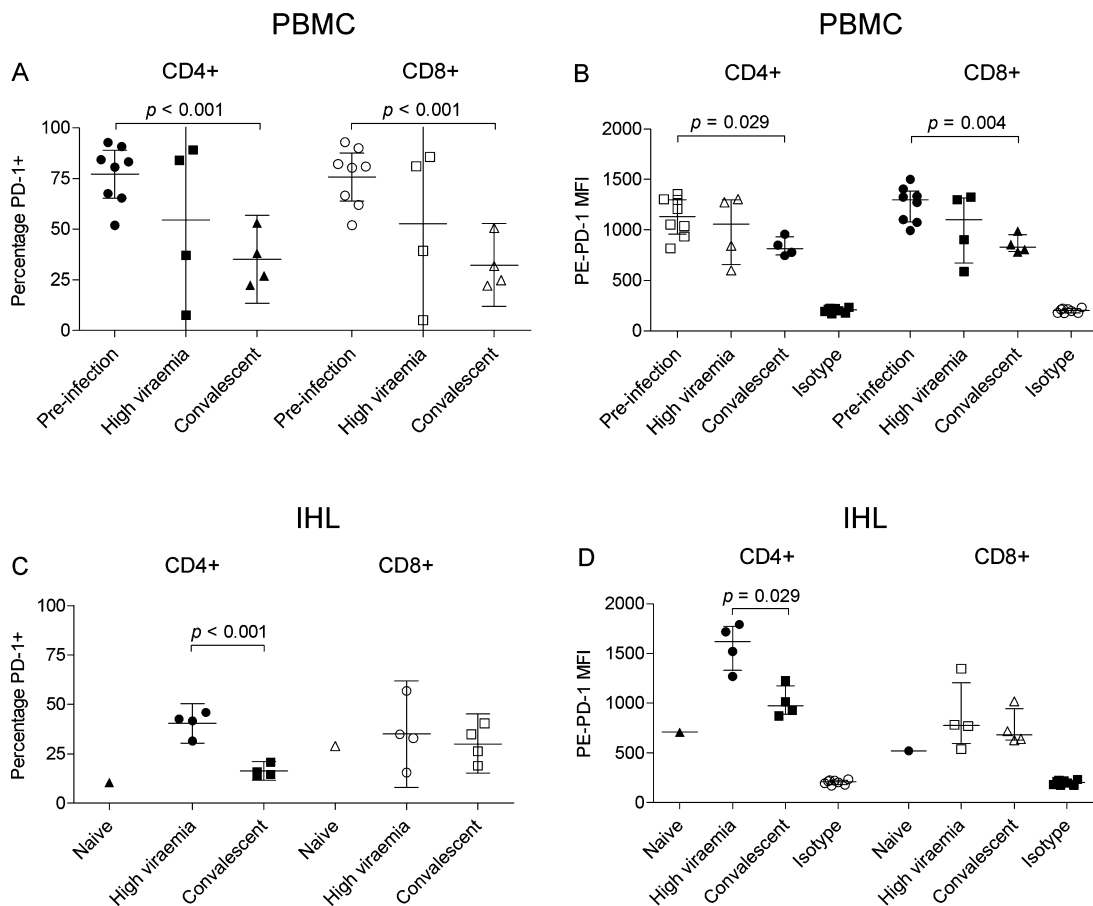 PBMC
A
CD4+
CD8+
p < 0.001
p < 0.001
Percentage PD-1+
100
75
50
25
0
Pre-infection
High viraemia
Convalescent
Pre-infection
High viraemia
Convalescent
PBMC
B
CD4+
CD8+
p = 0.029
p = 0.004
PE-PD-1 MFI
2000
1500
1000
500
0
Pre-infection
High viraemia
Convalescent
Isotype
Pre-infection
High viraemia
Convalescent
Isotype
IHL
C
CD4+
CD8+
p < 0.001
Percentage PD-1+
100
75
50
25
0
Naive
High viraemia
Convalescent
Naive
High viraemia
Convalescent
IHL
D
CD4+
CD8+
p = 0.029
PE-PD-1 MFI
2000
1500
1000
500
0
Naive
High viraemia
Convalescent
Isotype
Naive
High viraemia
Convalescent
Isotype